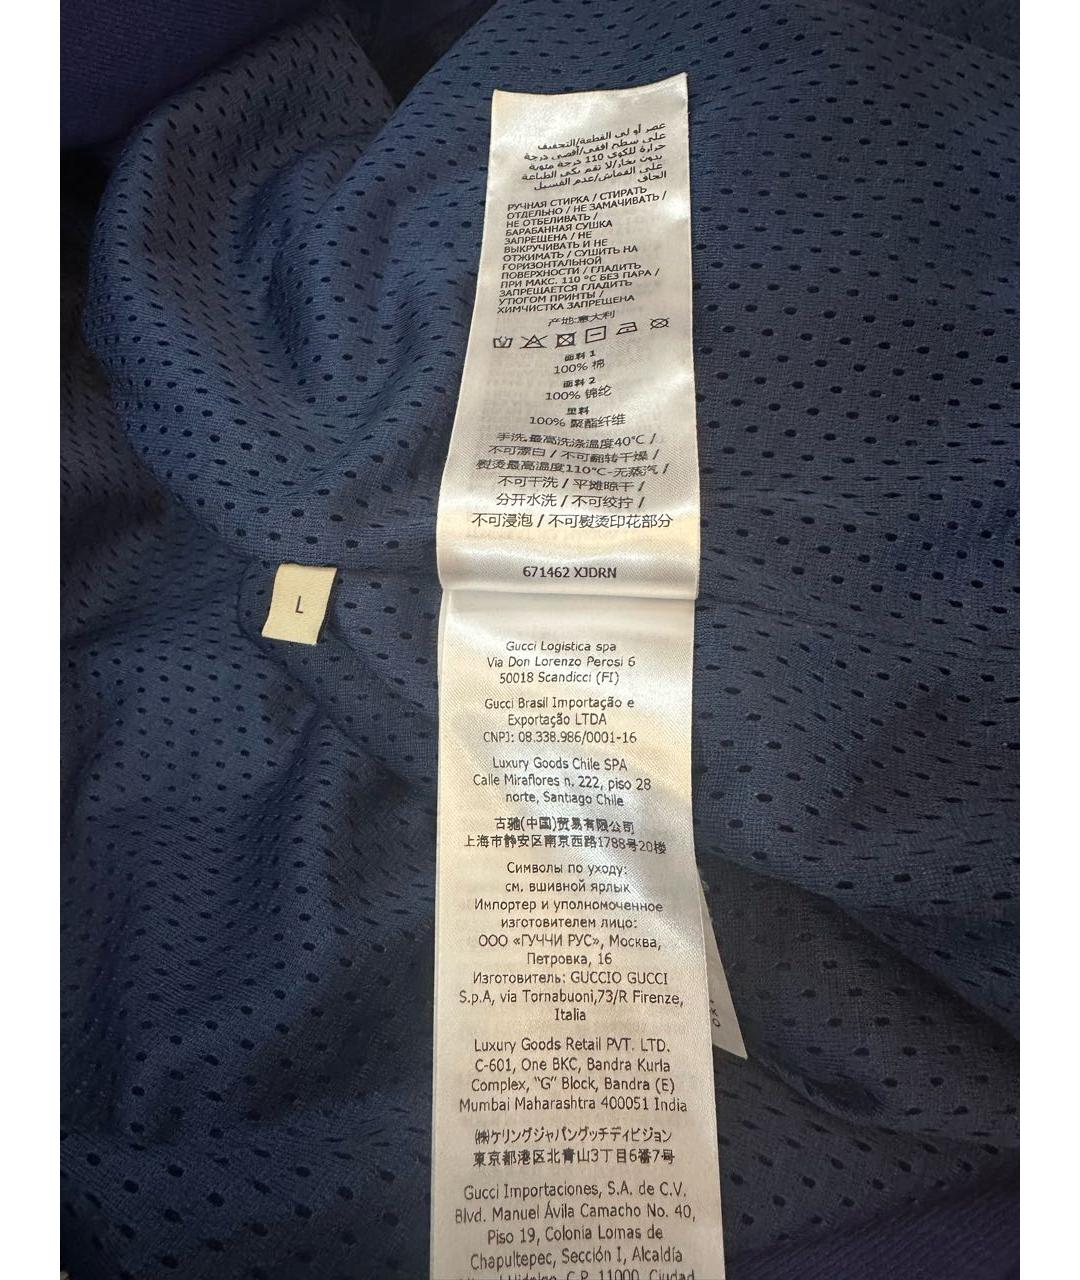 عصر أو لي القطعة/التجفيف
على سطح أفقي/أقصى درجة
حرارة للكوي 110 درجة مئوية
بدون بخار/لا تقم بكي الطباعة
على القماش/عدم الغسيل
الجاف
РУЧНАЯ СТИРКА / СТИРАТЬ
ОТДЕЛЬНО / НЕ ЗАМАЧИВАТЬ /
НЕ ОТБЕЛИВАТЬ /
БАРАБАННАЯ СУШКА
ЗАПРЕЩЕНА / НЕ
ВЫКРУЧИВАТЬ И НЕ
ОТЖИМАТЬ / СУШИТЬ НА
ГОРИЗОНТАЛЬНОЙ
ПОВЕРХНОСТИ / ГЛАДИТЬ
ПРИ МАКС. 110 °C БЕЗ ПАРА /
ЗАПРЕЩАЕТСЯ ГЛАДИТЬ
УТЮГОМ ПРИНТЫ /
ХИМЧИСТКА ЗАПРЕЩЕНА
产地:意大利
面料 1
100% 棉
面料 2
100% 锦纶
里料
100% 聚酯纤维
手洗,最高洗涤温度40℃ /
不可漂白 / 不可翻转干燥 /
熨烫最高温度110℃-无蒸汽 /
不可干洗 / 平摊晾干 /
分开水洗 / 不可绞拧 /
不可浸泡 / 不可熨烫印花部分
671462 XJDRN
L
Gucci Logistica spa
Via Don Lorenzo Perosi 6
50018 Scandicci (FI)
Gucci Brasil Importação e
Exportação LTDA
CNPJ: 08.338.986/0001-16
Luxury Goods Chile SPA
Calle Miraflores n. 222, piso 28
norte, Santiago Chile
古驰(中国)贸易有限公司
上海市静安区南京西路1788号20楼
Символы по уходу:
см. вшивной ярлык
Импортер и уполномоченное
изготовителем лицо:
ООО «ГУЧЧИ РУС», Москва,
Петровка, 16
Изготовитель: GUCCIO GUCCI
S.p.A, via Tornabuoni,73/R Firenze,
Italia
Luxury Goods Retail PVT. LTD.
C-601, One BKC, Bandra Kurla
Complex, "G" Block, Bandra (E)
Mumbai Maharashtra 400051 India
㈱ケリングジャパングッチディビジョン
東京都港区北青山3丁目6番7号
Gucci Importaciones, S.A. de C.V.
Blvd. Manuel Ávila Camacho No. 40,
Piso 19, Colonia Lomas de
Chapultepec, Sección I, Alcaldía
Hidalgo, C.P. 11000, Ciudad